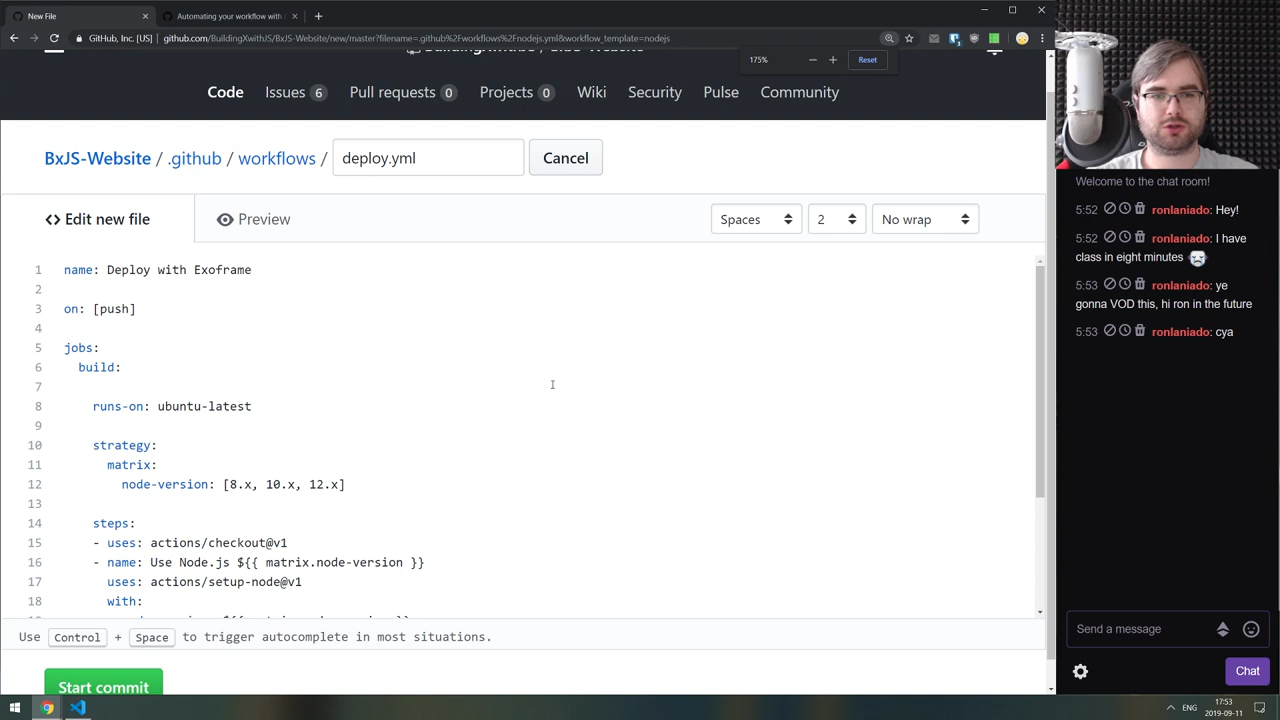 New File
Automating your workflow with
GitHub, Inc. [US]
github.com/BuildingXwithJS/BxJS-Website/new/master?filename=.github%2Fworkflows%2Fnodejs.yml&workflow_template=nodejs
175%
Reset
Code
Issues 6
Pull requests 0
Projects 0
Wiki
Security
Pulse
Community
BxJS-Website / .github / workflows / deploy.yml
Cancel
Edit new file
Preview
Spaces
2
No wrap
1 name: Deploy with Exoframe
2
3 on: [push]
4
5 jobs:
6 build:
7
8 runs-on: ubuntu-latest
9
10 strategy:
11 matrix:
12 node-version: [8.x, 10.x, 12.x]
13
14 steps:
15 - uses: actions/checkout@v1
16 - name: Use Node.js ${{ matrix.node-version }}
17 uses: actions/setup-node@v1
18 with:
Use Control + Space to trigger autocomplete in most situations.
Start commit
Welcome to the chat room!
5:52 ronlaniado: Hey!
5:52 ronlaniado: I have
class in eight minutes
5:53 ronlaniado: ye
gonna VOD this, hi ron in the future
5:53 ronlaniado: cya
Send a message
Chat
ENG
17:53
2019-09-11